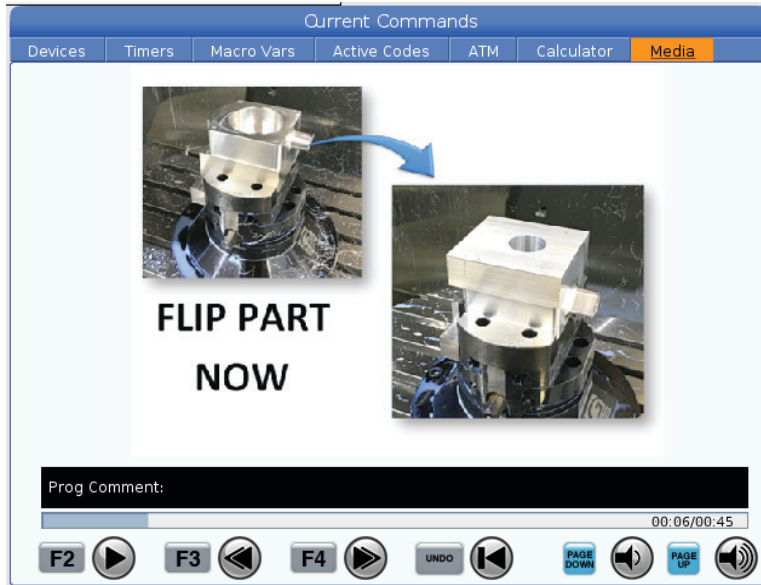 Current Commands
Devices Timers Macro Vars Active Codes ATM Calculator Media
FLIP PART
NOW
Prog Comment:
00:06/00:45
F2 F3 F4 UNDO PAGE DOWN PAGE UP